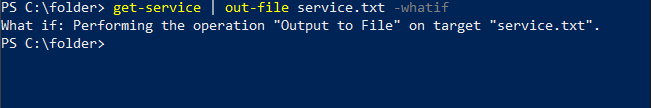 PS C:\folder> get-service | out-file service.txt -whatif
What if: Performing the operation "Output to File" on target "service.txt".
PS C:\folder>